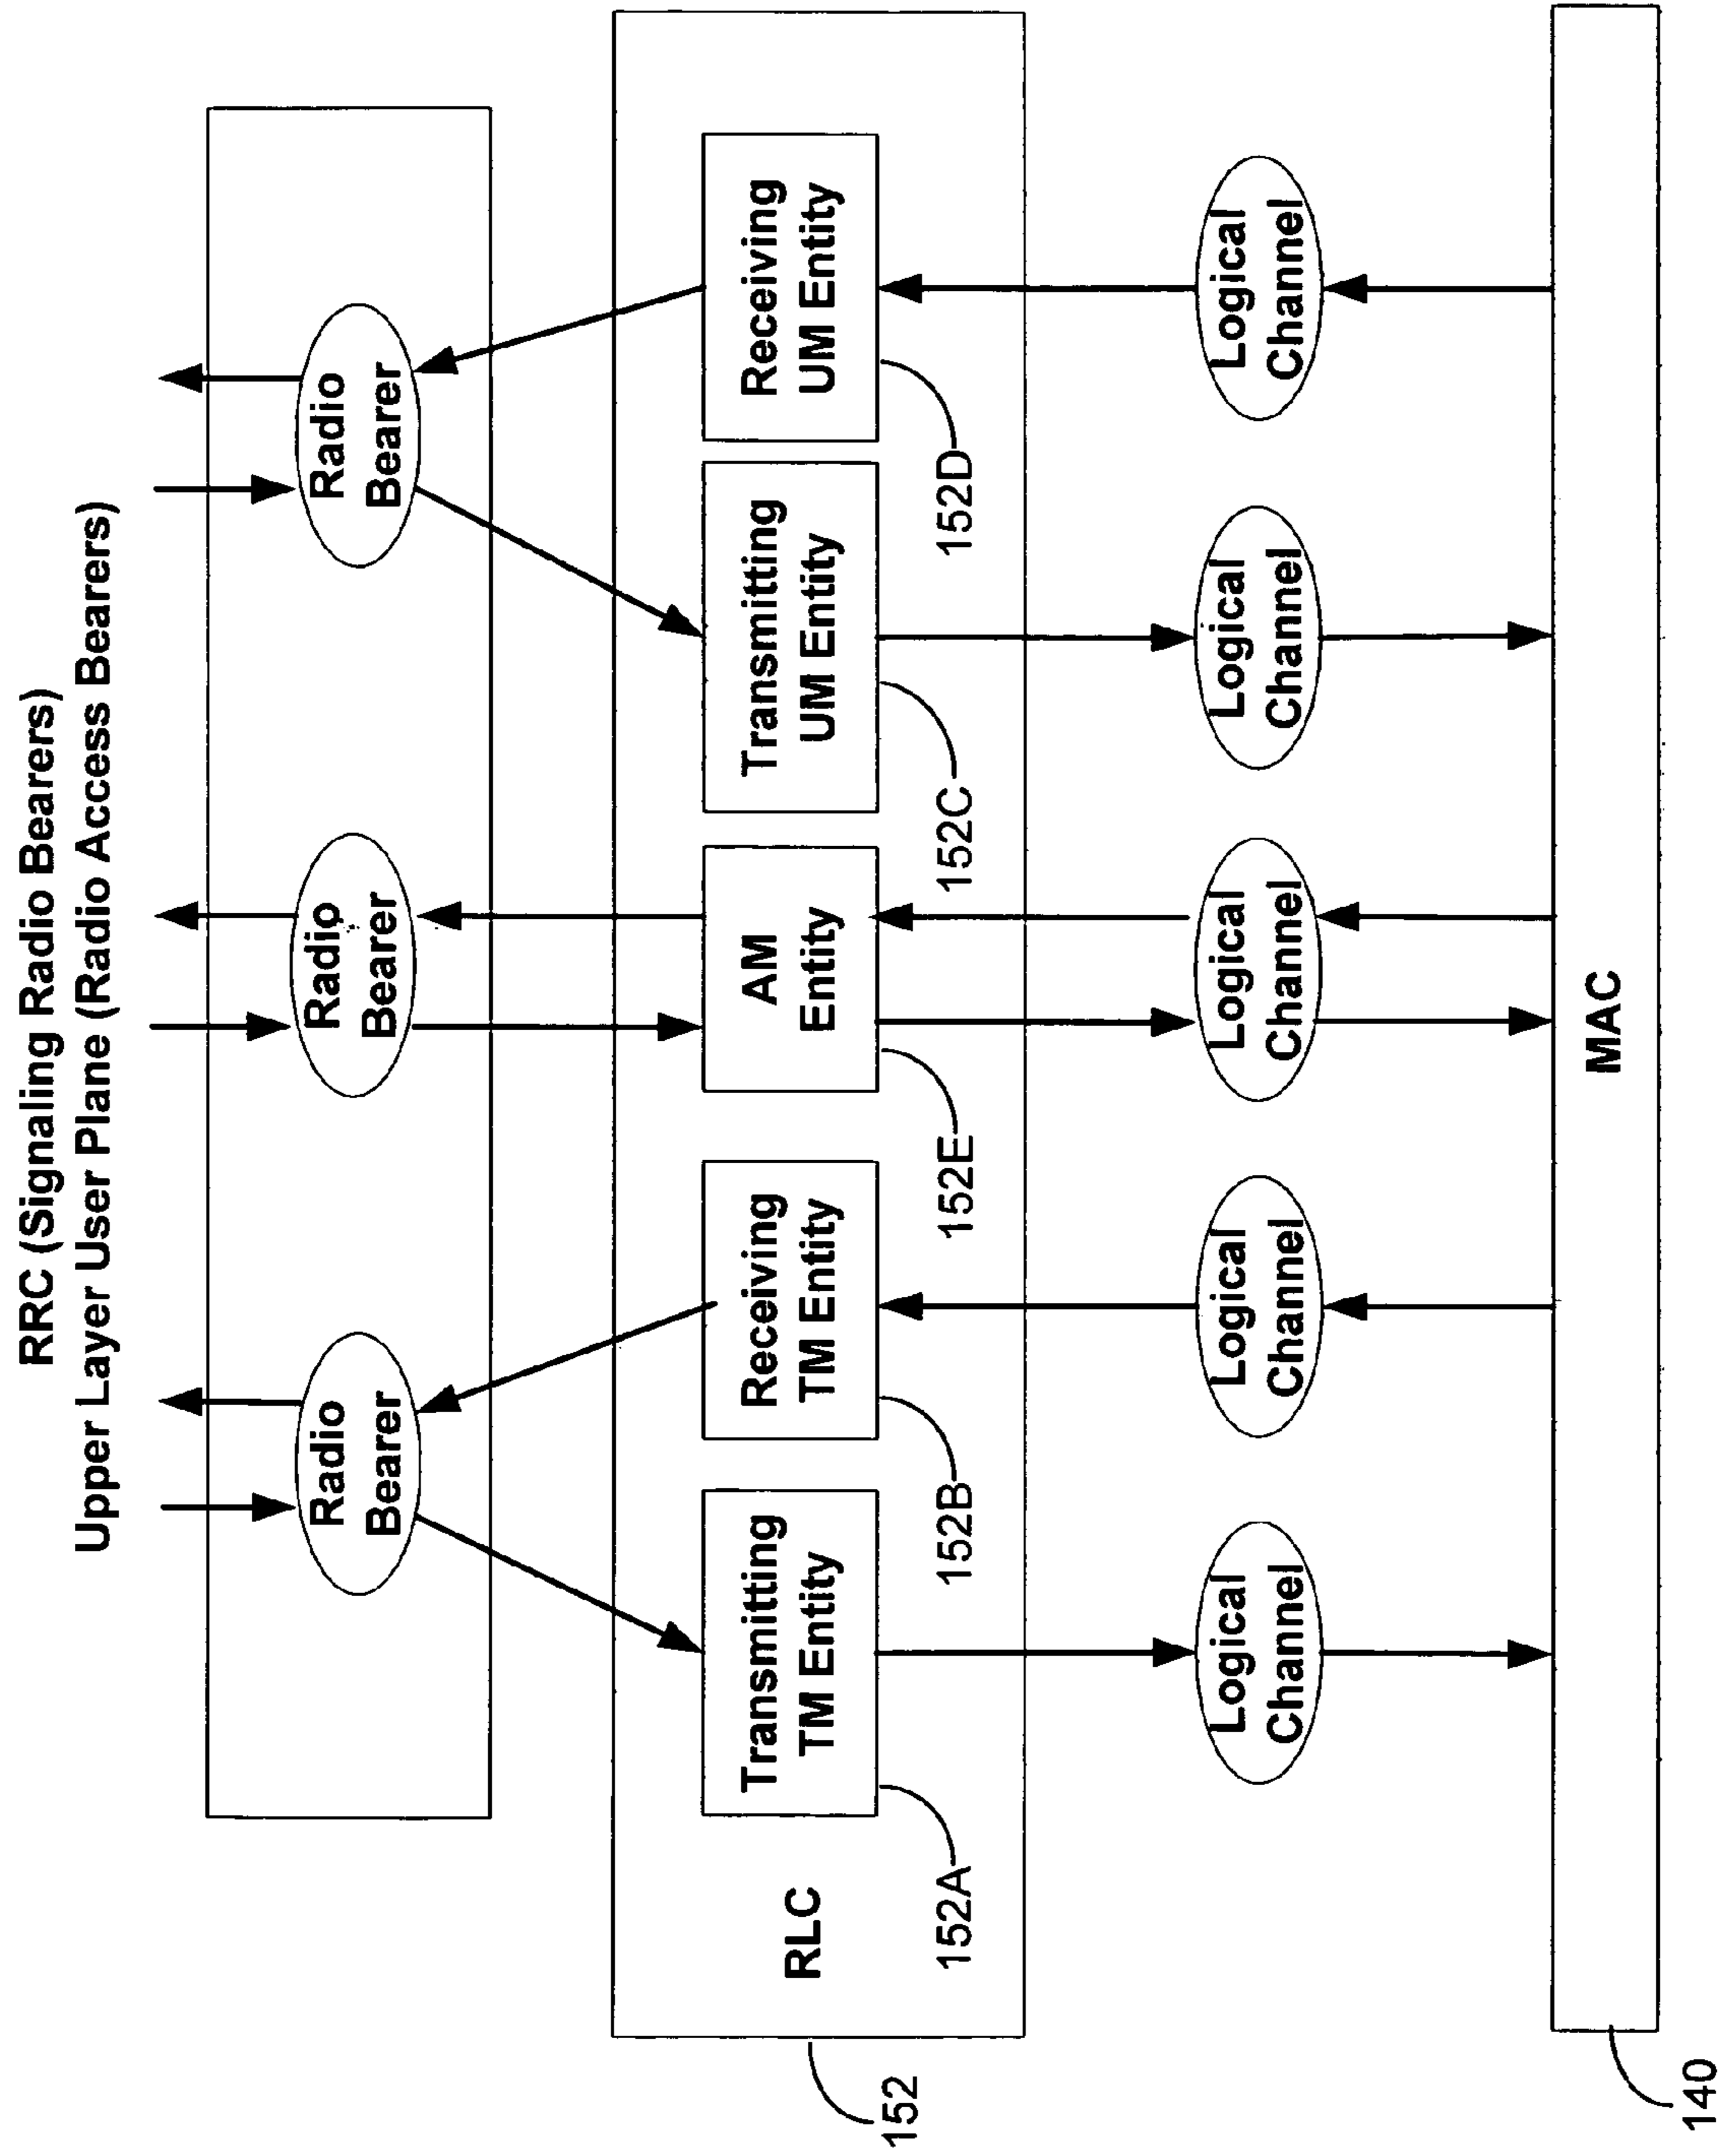 RRC (Signaling Radio Bearers)
Upper Layer User Plane (Radio Access Bearers)
Radio
Bearer
Radio
Bearer
Radio
Bearer
RLC
Transmitting
TM Entity
Receiving
TM Entity
AM
Entity
Transmitting
UM Entity
Receiving
UM Entity
152A
152B
152E
152C
152D
152
Logical
Channel
Logical
Channel
Logical
Channel
Logical
Channel
Logical
Channel
MAC
140